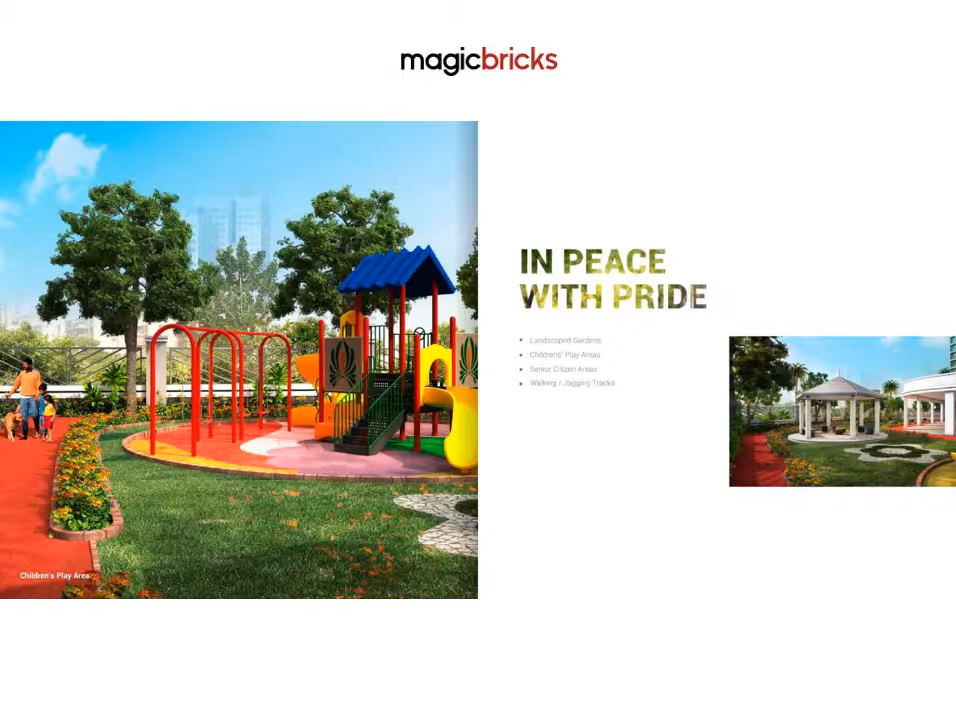 magicbricks
IN PEACE
WITH PRIDE
Landscaped Gardens
Childrens' Play Areas
Senior Citizen Areas
Walking / Jogging Tracks
Children's Play Area